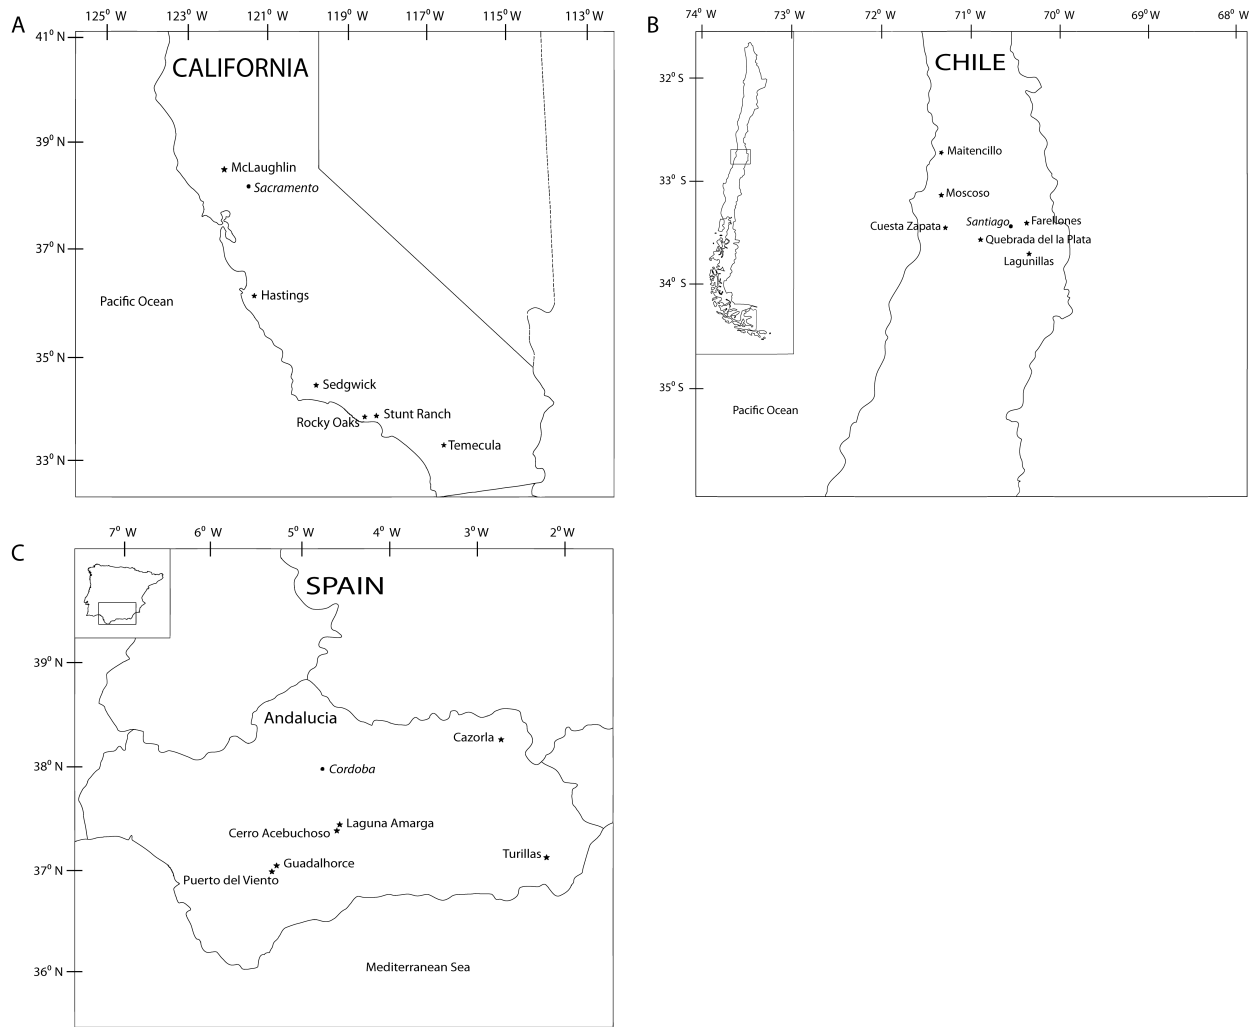 A
125° W 123° W 121° W 119° W 117° W 115° W 113° W
41° N
CALIFORNIA
39° N
McLaughlin
Sacramento
37° N
Pacific Ocean
Hastings
35° N
Sedgwick
Rocky Oaks
Stunt Ranch
Temecula
33° N
B
74° W 73° W 72° W 71° W 70° W 69° W 68° W
CHILE
32° S
Maitencillo
33° S
Moscoso
Cuesta Zapata
Santiago
Farellones
Quebrada del la Plata
Lagunillas
34° S
35° S
Pacific Ocean
C
7° W 6° W 5° W 4° W 3° W 2° W
SPAIN
39° N
Andalucia
Cazorla
38° N
Cordoba
Laguna Amarga
Cerro Acebuchoso
Turillas
Guadalhorce
37° N
Puerto del Viento
36° N
Mediterranean Sea